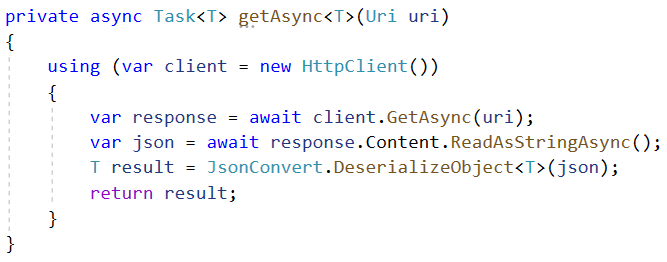 private async Task<T> getAsync<T>(Uri uri)
{
    using (var client = new HttpClient())
    {
        var response = await client.GetAsync(uri);
        var json = await response.Content.ReadAsStringAsync();
        T result = JsonConvert.DeserializeObject<T>(json);
        return result;
    }
}